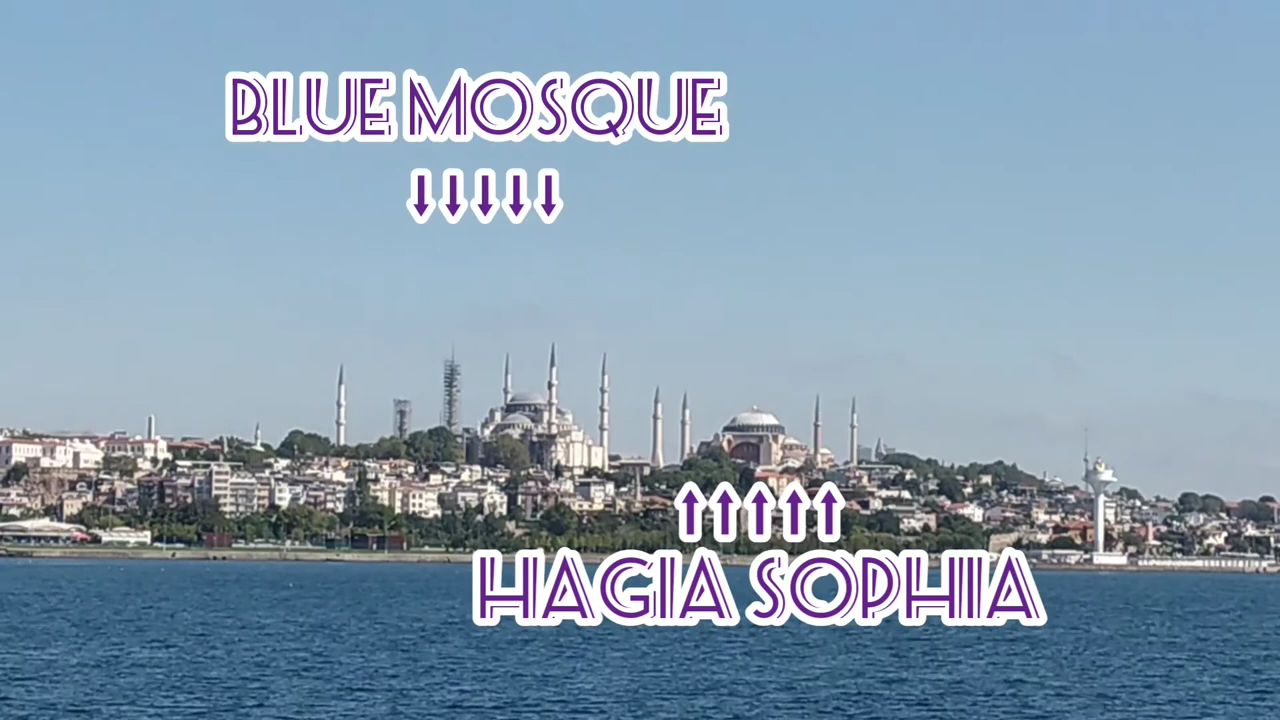 BLUE MOSQUE
↓↓↓↓↓
↑↑↑↑↑
HAGIA SOPHIA